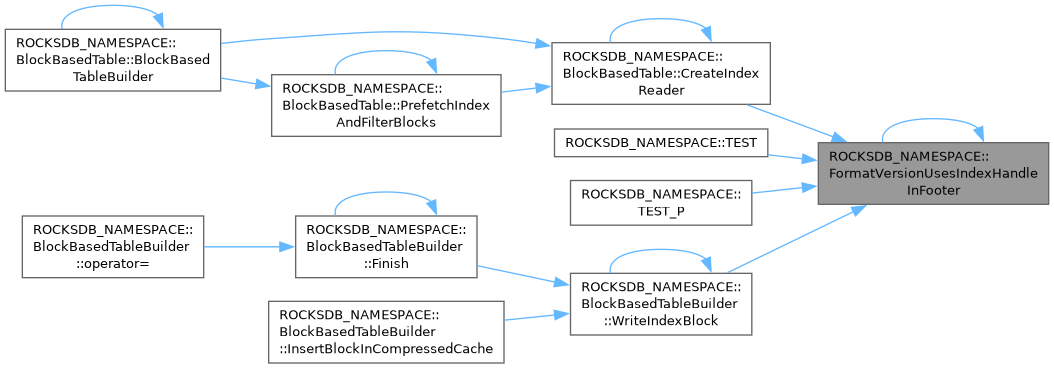 ROCKSDB_NAMESPACE::
BlockBasedTable::BlockBased
TableBuilder
ROCKSDB_NAMESPACE::
BlockBasedTable::PrefetchIndex
AndFilterBlocks
ROCKSDB_NAMESPACE::
BlockBasedTable::CreateIndex
Reader
ROCKSDB_NAMESPACE::TEST
ROCKSDB_NAMESPACE::
TEST_P
ROCKSDB_NAMESPACE::
FormatVersionUsesIndexHandle
InFooter
ROCKSDB_NAMESPACE::
BlockBasedTableBuilder
::operator=
ROCKSDB_NAMESPACE::
BlockBasedTableBuilder
::Finish
ROCKSDB_NAMESPACE::
BlockBasedTableBuilder
::InsertBlockInCompressedCache
ROCKSDB_NAMESPACE::
BlockBasedTableBuilder
::WriteIndexBlock